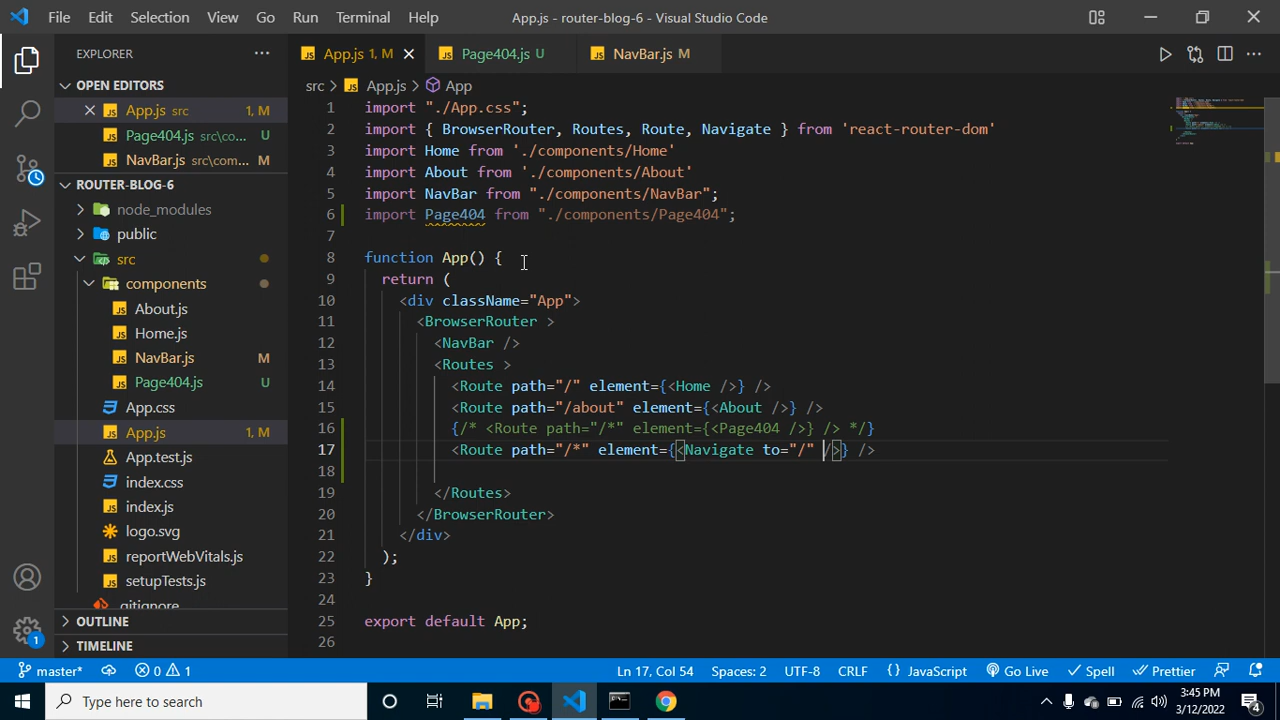 File Edit Selection View Go Run Terminal Help
App.js - router-blog-6 - Visual Studio Code
EXPLORER
App.js 1, M
Page404.js U
NavBar.js M
OPEN EDITORS
App.js src 1, M
Page404.js src\co... U
NavBar.js src\com... M
ROUTER-BLOG-6
node_modules
public
src
components
About.js
Home.js
NavBar.js M
Page404.js U
App.css
App.js 1, M
App.test.js
index.css
index.js
logo.svg
reportWebVitals.js
setupTests.js
.gitignore
OUTLINE
TIMELINE
src > App.js > App
1 import "./App.css";
2 import { BrowserRouter, Routes, Route, Navigate } from 'react-router-dom'
3 import Home from './components/Home'
4 import About from './components/About'
5 import NavBar from "./components/NavBar";
6 import Page404 from "./components/Page404";
7
8 function App() {
9 return (
10 <div className="App">
11 <BrowserRouter >
12 <NavBar />
13 <Routes >
14 <Route path="/" element={<Home />} />
15 <Route path="/about" element={<About />} />
16 {/* <Route path="/*" element={<Page404 />} /> */}
17 <Route path="/*" element={<Navigate to="/" />} />
18
19 </Routes>
20 </BrowserRouter>
21 </div>
22 );
23 }
24
25 export default App;
26
1
master* 0 1
Ln 17, Col 54 Spaces: 2 UTF-8 CRLF { } JavaScript Go Live Spell Prettier
Type here to search
3:45 PM
3/12/2022
4